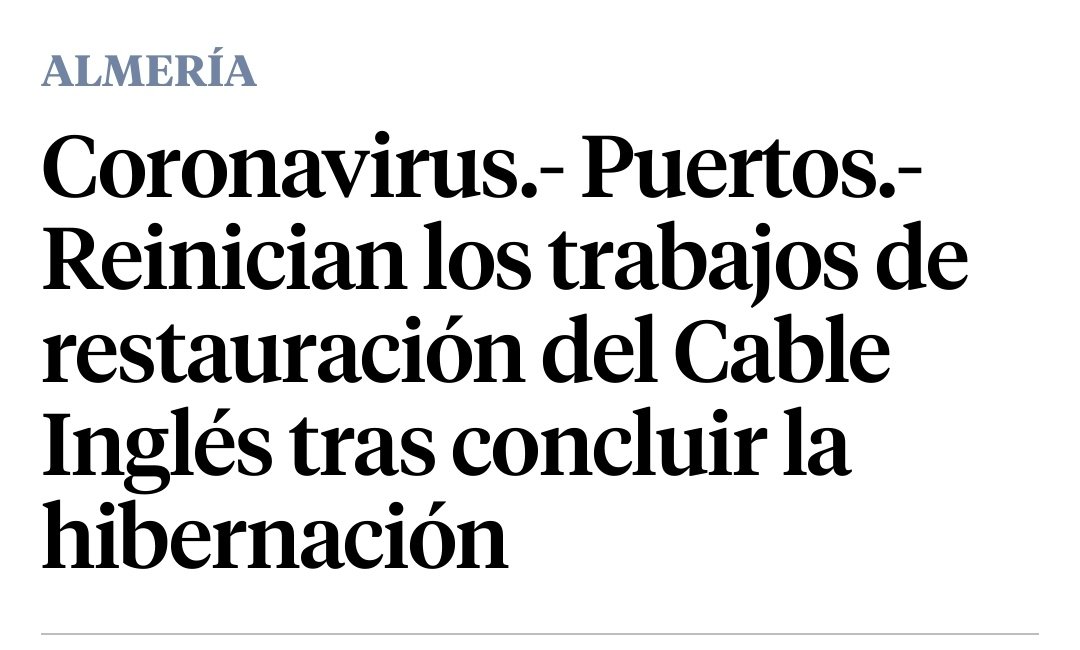 ALMERÍA
Coronavirus.- Puertos.-
Reinician los trabajos de
restauración del Cable
Inglés tras concluir la
hibernación